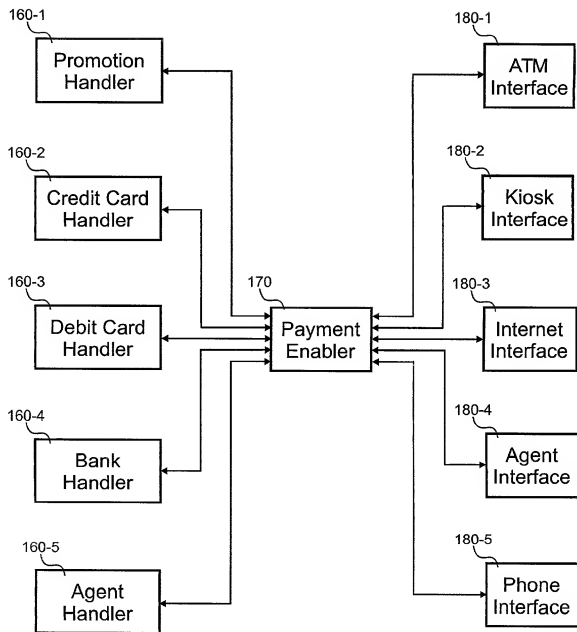 160-1
Promotion
Handler
160-2
Credit Card
Handler
160-3
Debit Card
Handler
160-4
Bank
Handler
160-5
Agent
Handler
170
Payment
Enabler
180-1
ATM
Interface
180-2
Kiosk
Interface
180-3
Internet
Interface
180-4
Agent
Interface
180-5
Phone
Interface